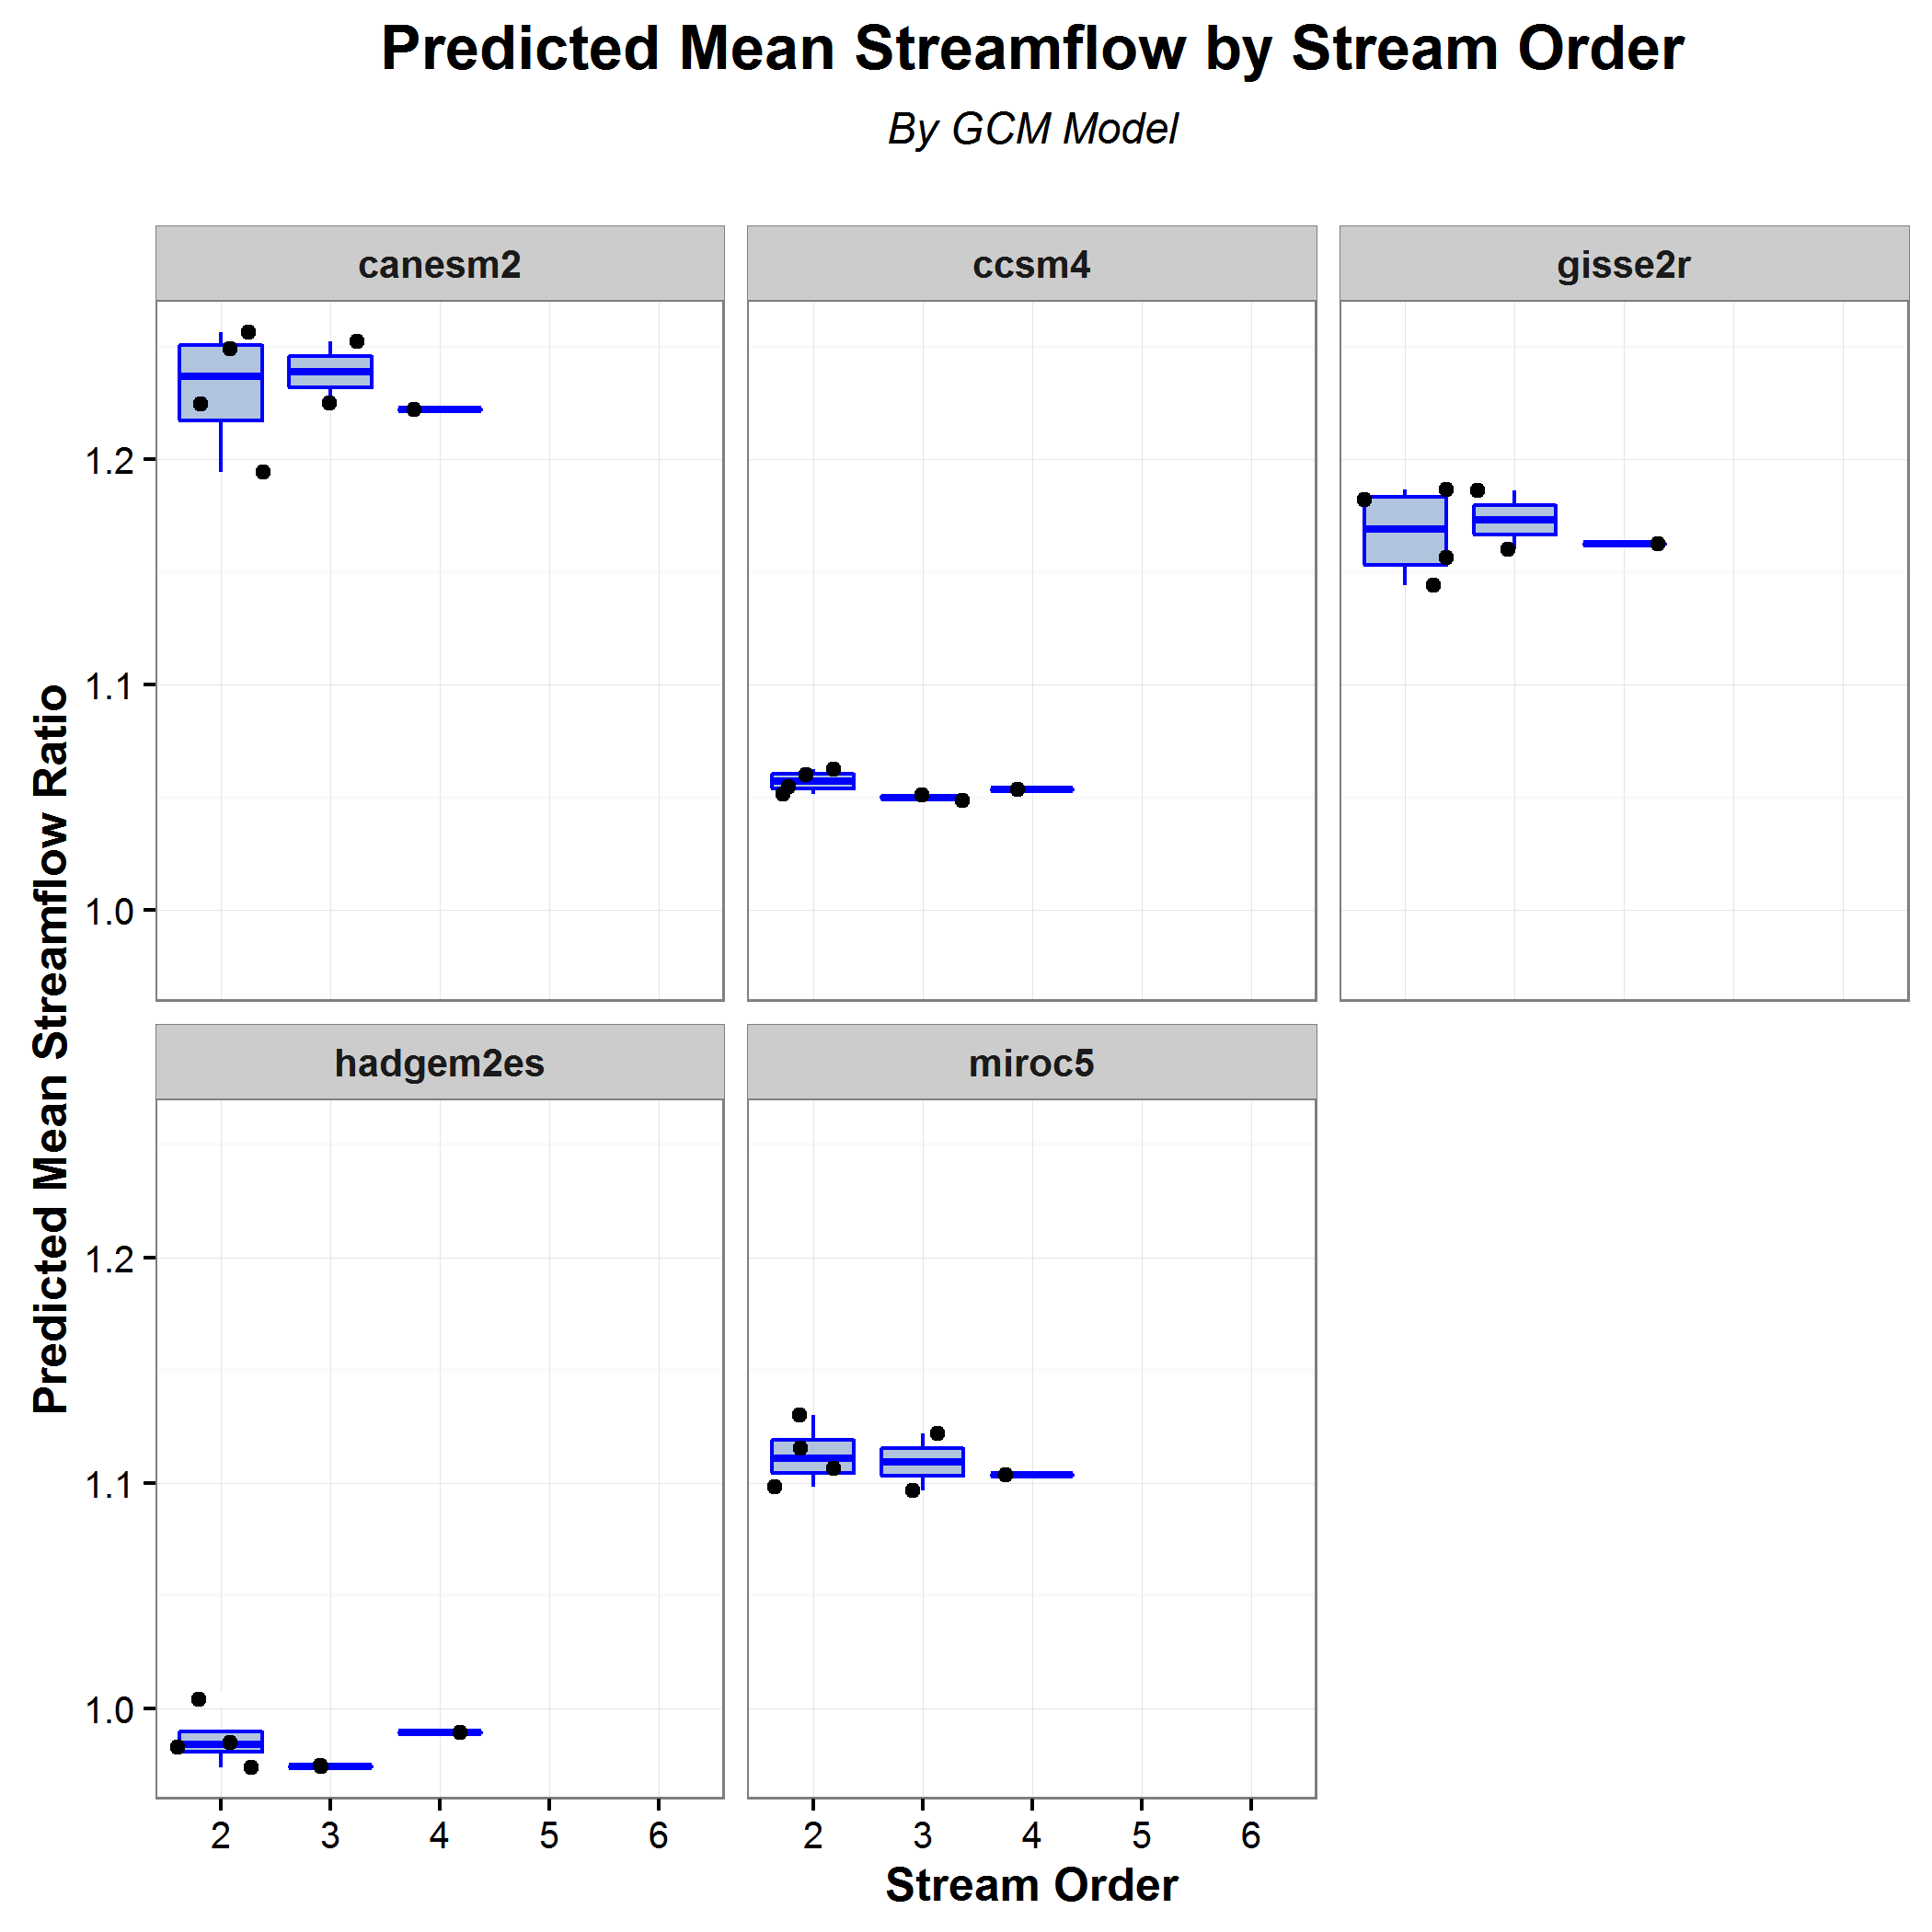 Predicted Mean Streamflow by Stream Order
By GCM Model
canesm2
ccsm4
gisse2r
1.2
1.1
1.0
Predicted Mean Streamflow Ratio
hadgem2es
miroc5
1.2
1.1
1.0
2 3 4 5 6
2 3 4 5 6
Stream Order